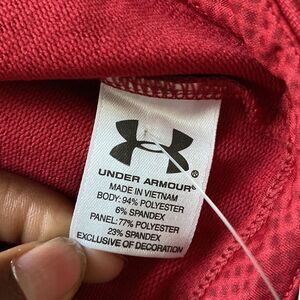 UNDER ARMOUR®
MADE IN VIETNAM
BODY: 94% POLYESTER
6% SPANDEX
PANEL: 77% POLYESTER
23% SPANDEX
EXCLUSIVE OF DECORATION